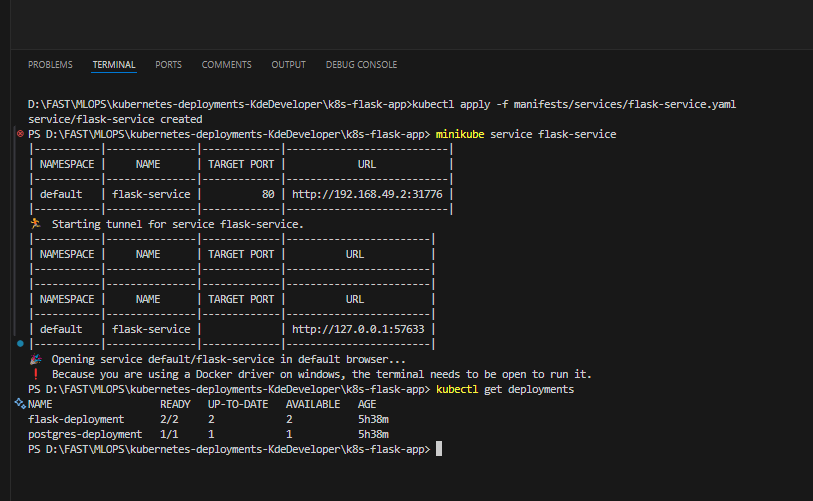 PROBLEMS TERMINAL PORTS COMMENTS OUTPUT DEBUG CONSOLE
D:\FAST\MLOPS\kubernetes-deployments-KdeDeveloper\k8s-flask-app>kubectl apply -f manifests/services/flask-service.yaml
service/flask-service created
PS D:\FAST\MLOPS\kubernetes-deployments-KdeDeveloper\k8s-flask-app> minikube service flask-service
|-----------|---------------|-------------|---------------------------|
| NAMESPACE |     NAME      | TARGET PORT |            URL            |
|-----------|---------------|-------------|---------------------------|
| default   | flask-service |          80 | http://192.168.49.2:31776 |
|-----------|---------------|-------------|---------------------------|
🏃  Starting tunnel for service flask-service.
|-----------|---------------|-------------|------------------------|
| NAMESPACE |     NAME      | TARGET PORT |          URL           |
|-----------|---------------|-------------|------------------------|
|-----------|---------------|-------------|------------------------|
| NAMESPACE |     NAME      | TARGET PORT |          URL           |
|-----------|---------------|-------------|------------------------|
| default   | flask-service |             | http://127.0.0.1:57633 |
|-----------|---------------|-------------|------------------------|
🎉  Opening service default/flask-service in default browser...
❗  Because you are using a Docker driver on windows, the terminal needs to be open to run it.
PS D:\FAST\MLOPS\kubernetes-deployments-KdeDeveloper\k8s-flask-app> kubectl get deployments
NAME                  READY   UP-TO-DATE   AVAILABLE   AGE
flask-deployment      2/2     2            2           5h38m
postgres-deployment   1/1     1            1           5h38m
PS D:\FAST\MLOPS\kubernetes-deployments-KdeDeveloper\k8s-flask-app>